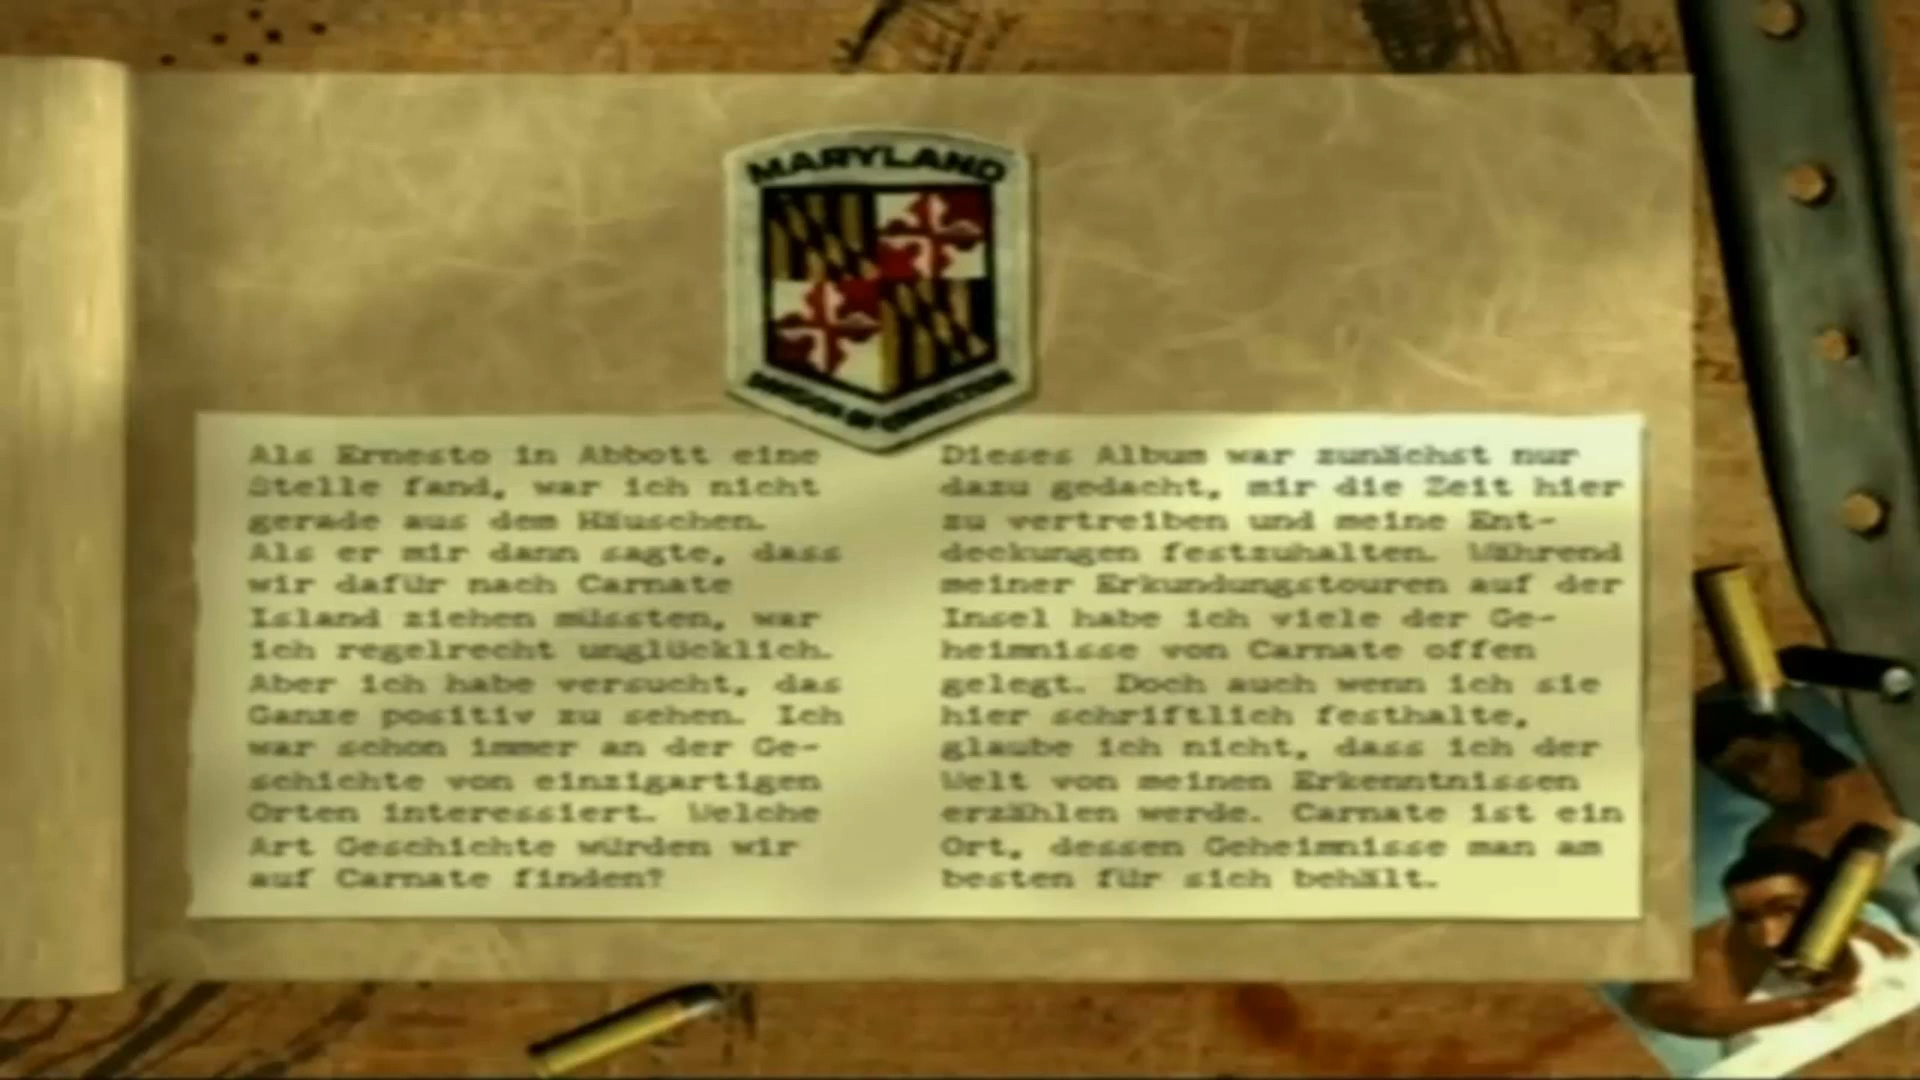 MARYLAND
DIVISION OF CORRECTION
Als Ernesto in Abbott eine
Stelle fand, war ich nicht
gerade aus dem Häuschen.
Als er mir dann sagte, dass
wir dafür nach Carnate
Island ziehen müssten, war
ich regelrecht unglücklich.
Aber ich habe versucht, das
Ganze positiv zu sehen. Ich
war schon immer an der Ge-
schichte von einzigartigen
Orten interessiert. Welche
Art Geschichte würden wir
auf Carnate finden?
Dieses Album war zunächst nur
dazu gedacht, mir die Zeit hier
zu vertreiben und meine Ent-
deckungen festzuhalten. Während
meiner Erkundungstouren auf der
Insel habe ich viele der Ge-
heimnisse von Carnate offen
gelegt. Doch auch wenn ich sie
hier schriftlich festhalte,
glaube ich nicht, dass ich der
Welt von meinen Erkenntnissen
erzählen werde. Carnate ist ein
Ort, dessen Geheimnisse man am
besten für sich behält.